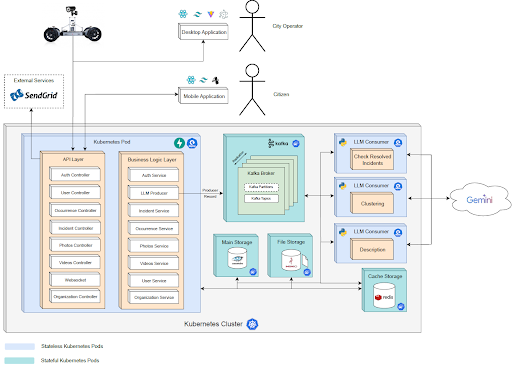 City Operator
Desktop Application
External Services
SendGrid
Mobile Application
Citizen
Kubernetes Pod
API Layer
Auth Controller
User Controller
Occurrence Controller
Incident Controller
Photos Controller
Videos Controller
Websocket
Organization Controller
Business Logic Layer
Auth Service
LLM Producer
Incident Service
Occurrence Service
Photos Service
Videos Service
User Service
Organization Service
Producer
Record
kafka
Kafka Broker
Kafka Partitions
Kafka Topics
LLM Consumer
Check Resolved
Incidents
LLM Consumer
Clustering
LLM Consumer
Description
Gemini
Main Storage
File Storage
Cache Storage
redis
Kubernetes Cluster
Stateless Kubernetes Pods
Stateful Kubernetes Pods